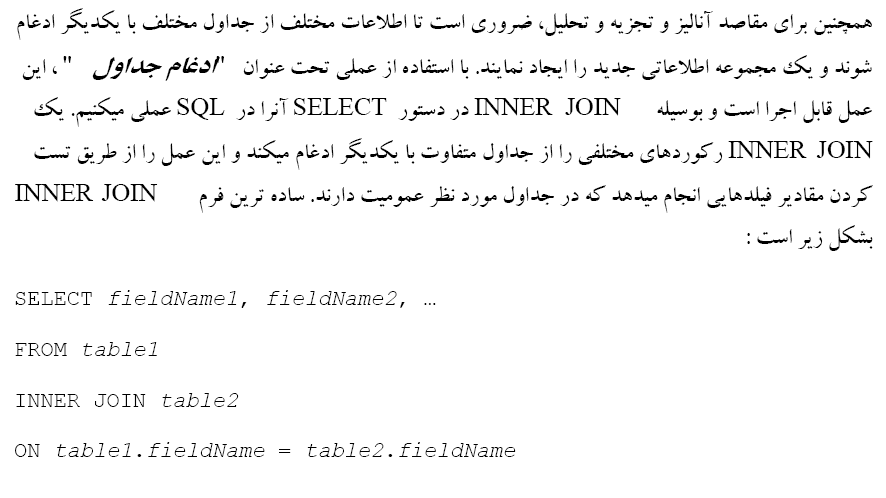 همچنین برای مقاصد آنالیز و تجزیه و تحلیل، ضروری است تا اطلاعات مختلف از جداول مختلف با یکدیگر ادغام
شوند و یک مجموعه اطلاعاتی جدید را ایجاد نمایند. با استفاده از عملی تحت عنوان "ادغام جداول" ، این
عمل قابل اجرا است و بوسیله INNER JOIN در دستور SELECT آنرا در SQL عملی میکنیم. یک
INNER JOIN رکوردهای مختلفی را از جداول متفاوت با یکدیگر ادغام میکند و این عمل را از طریق تست
کردن مقادیر فیلدهایی انجام میدهد که در جداول مورد نظر عمومیت دارند. ساده ترین فرم INNER JOIN
بشکل زیر است :
SELECT fieldName1, fieldName2, …
FROM table1
INNER JOIN table2
ON table1.fieldName = table2.fieldName